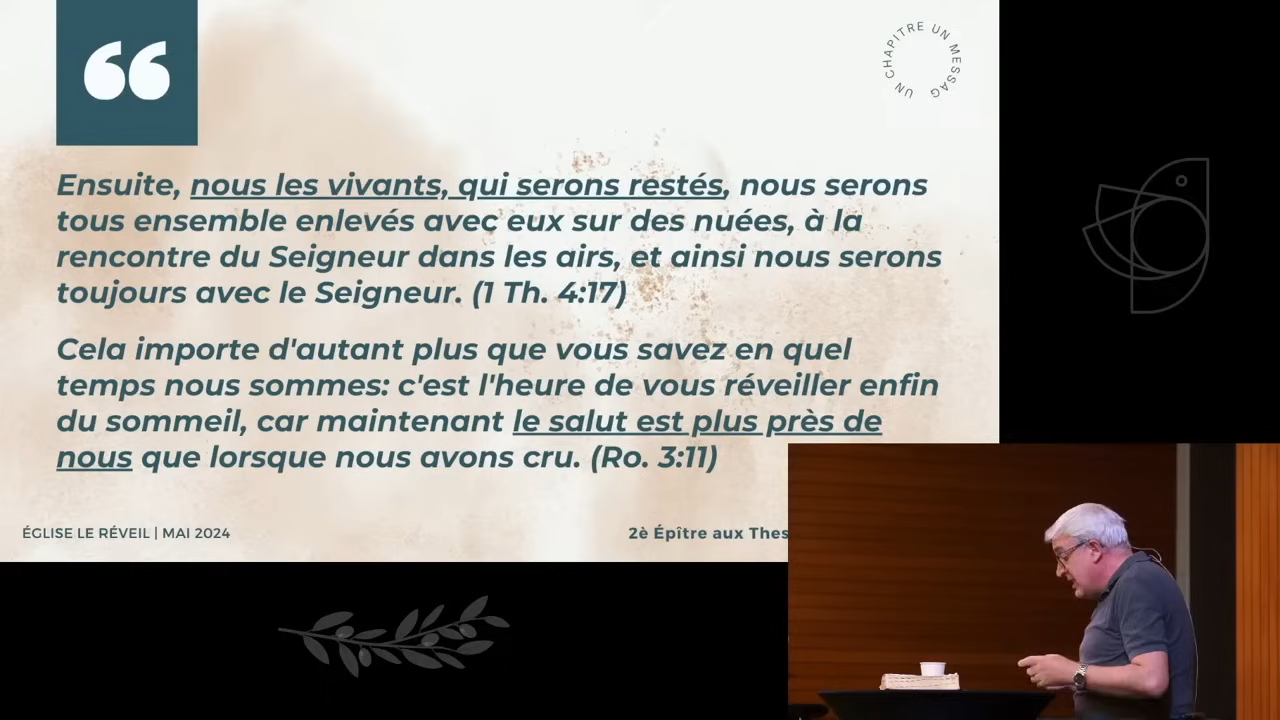 UN CHAPITRE UN MESSAG
Ensuite, nous les vivants, qui serons restés, nous serons
tous ensemble enlevés avec eux sur des nuées, à la
rencontre du Seigneur dans les airs, et ainsi nous serons
toujours avec le Seigneur. (1 Th. 4:17)
Cela importe d'autant plus que vous savez en quel
temps nous sommes: c'est l'heure de vous réveiller enfin
du sommeil, car maintenant le salut est plus près de
nous que lorsque nous avons cru. (Ro. 3:11)
ÉGLISE LE RÉVEIL | MAI 2024
2è Épître aux Thes